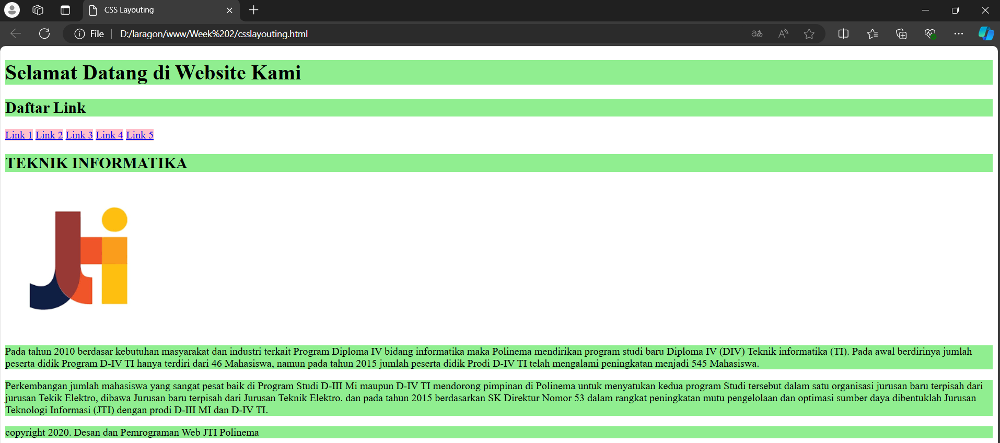 CSS Layouting
File
D:/laragon/www/Week%202/csslayouting.html
Selamat Datang di Website Kami
Daftar Link
Link 1 Link 2 Link 3 Link 4 Link 5
TEKNIK INFORMATIKA
Jti
Pada tahun 2010 berdasar kebutuhan masyarakat dan industri terkait Program Diploma IV bidang informatika maka Polinema mendirikan program studi baru Diploma IV (DIV) Teknik informatika (TI). Pada awal berdirinya jumlah
peserta didik Program D-IV TI hanya terdiri dari 46 Mahasiswa, namun pada tahun 2015 jumlah peserta didik Prodi D-IV TI telah mengalami peningkatan menjadi 545 Mahasiswa.
Perkembangan jumlah mahasiswa yang sangat pesat baik di Program Studi D-III Mi maupun D-IV TI mendorong pimpinan di Polinema untuk menyatukan kedua program Studi tersebut dalam satu organisasi jurusan baru terpisah dari
jurusan Tekik Elektro, dibawa Jurusan baru terpisah dari Jurusan Teknik Elektro. dan pada tahun 2015 berdasarkan SK Direktur Nomor 53 dalam rangkat peningkatan mutu pengelolaan dan optimasi sumber daya dibentuklah Jurusan
Teknologi Informasi (JTI) dengan prodi D-III MI dan D-IV TI.
copyright 2020. Desan dan Pemrograman Web JTI Polinema